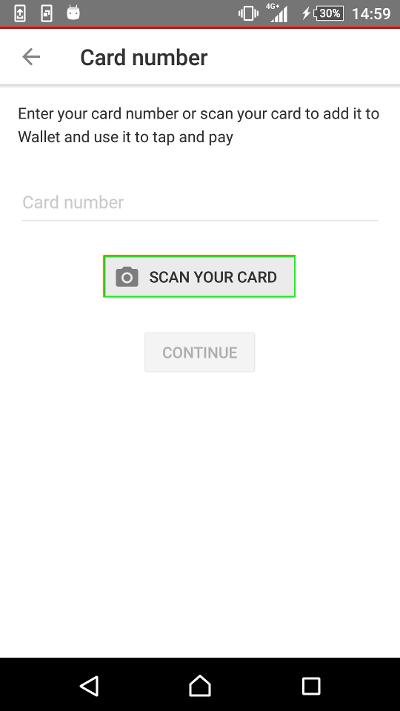 4G+ 30% 14:59
Card number
Enter your card number or scan your card to add it to
Wallet and use it to tap and pay
Card number
SCAN YOUR CARD
CONTINUE